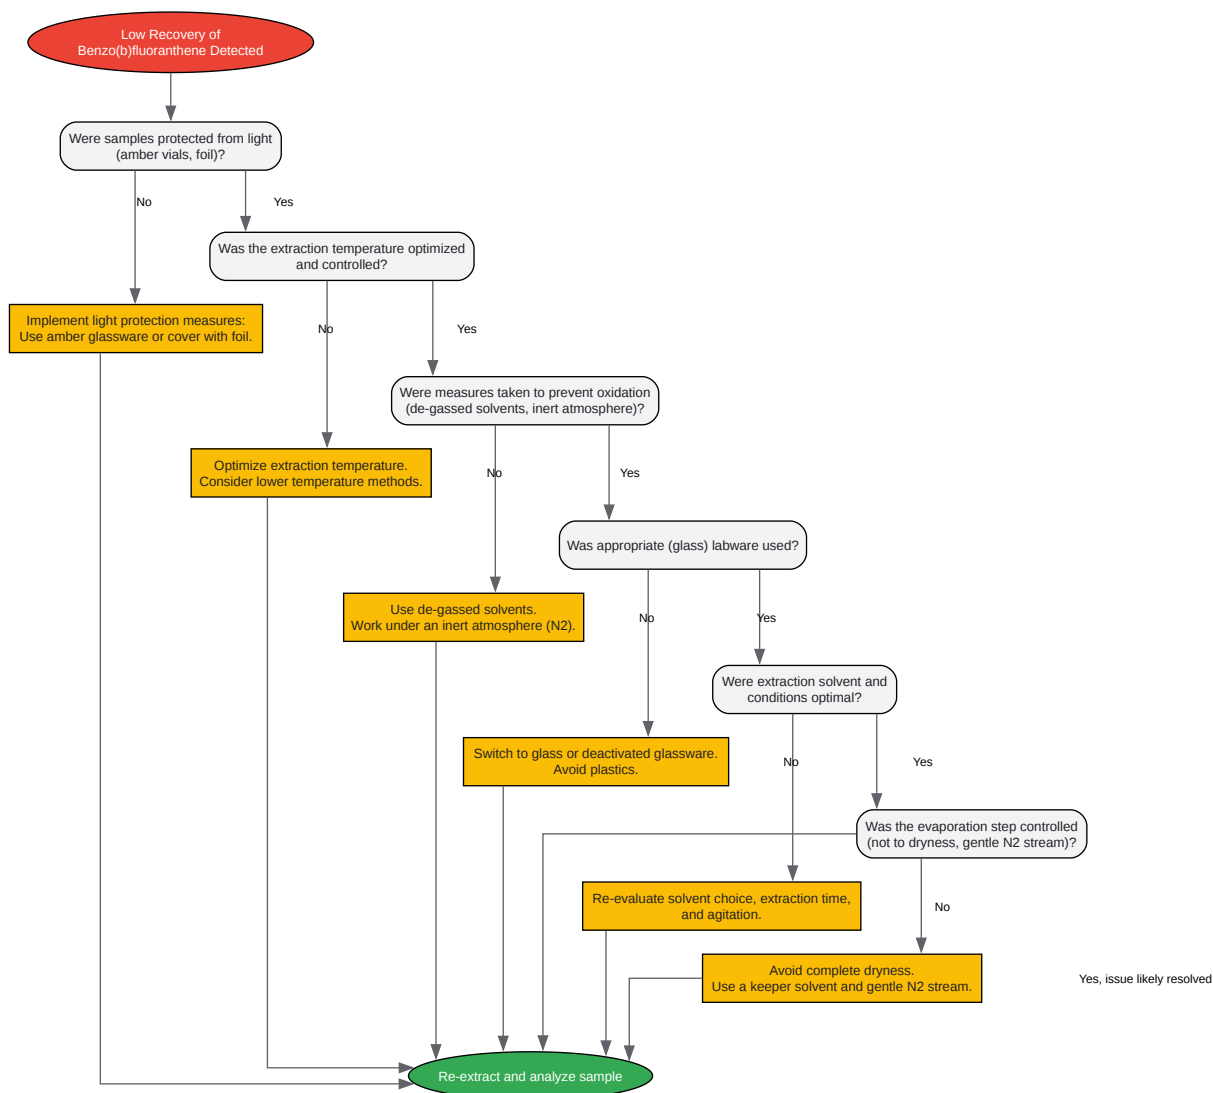 Low Recovery of
Benzo(b)fluoranthene Detected
Were samples protected from light
(amber vials, foil)?
No
Yes
Was the extraction temperature optimized
and controlled?
Implement light protection measures:
Use amber glassware or cover with foil.
No
Yes
Were measures taken to prevent oxidation
(de-gassed solvents, inert atmosphere)?
Optimize extraction temperature.
Consider lower temperature methods.
No
Yes
Was appropriate (glass) labware used?
Use de-gassed solvents.
Work under an inert atmosphere (N2).
No
Yes
Were extraction solvent and
conditions optimal?
Switch to glass or deactivated glassware.
Avoid plastics.
No
Yes
Was the evaporation step controlled
(not to dryness, gentle N2 stream)?
Re-evaluate solvent choice, extraction time,
and agitation.
No
Avoid complete dryness.
Use a keeper solvent and gentle N2 stream.
Yes, issue likely resolved
Re-extract and analyze sample